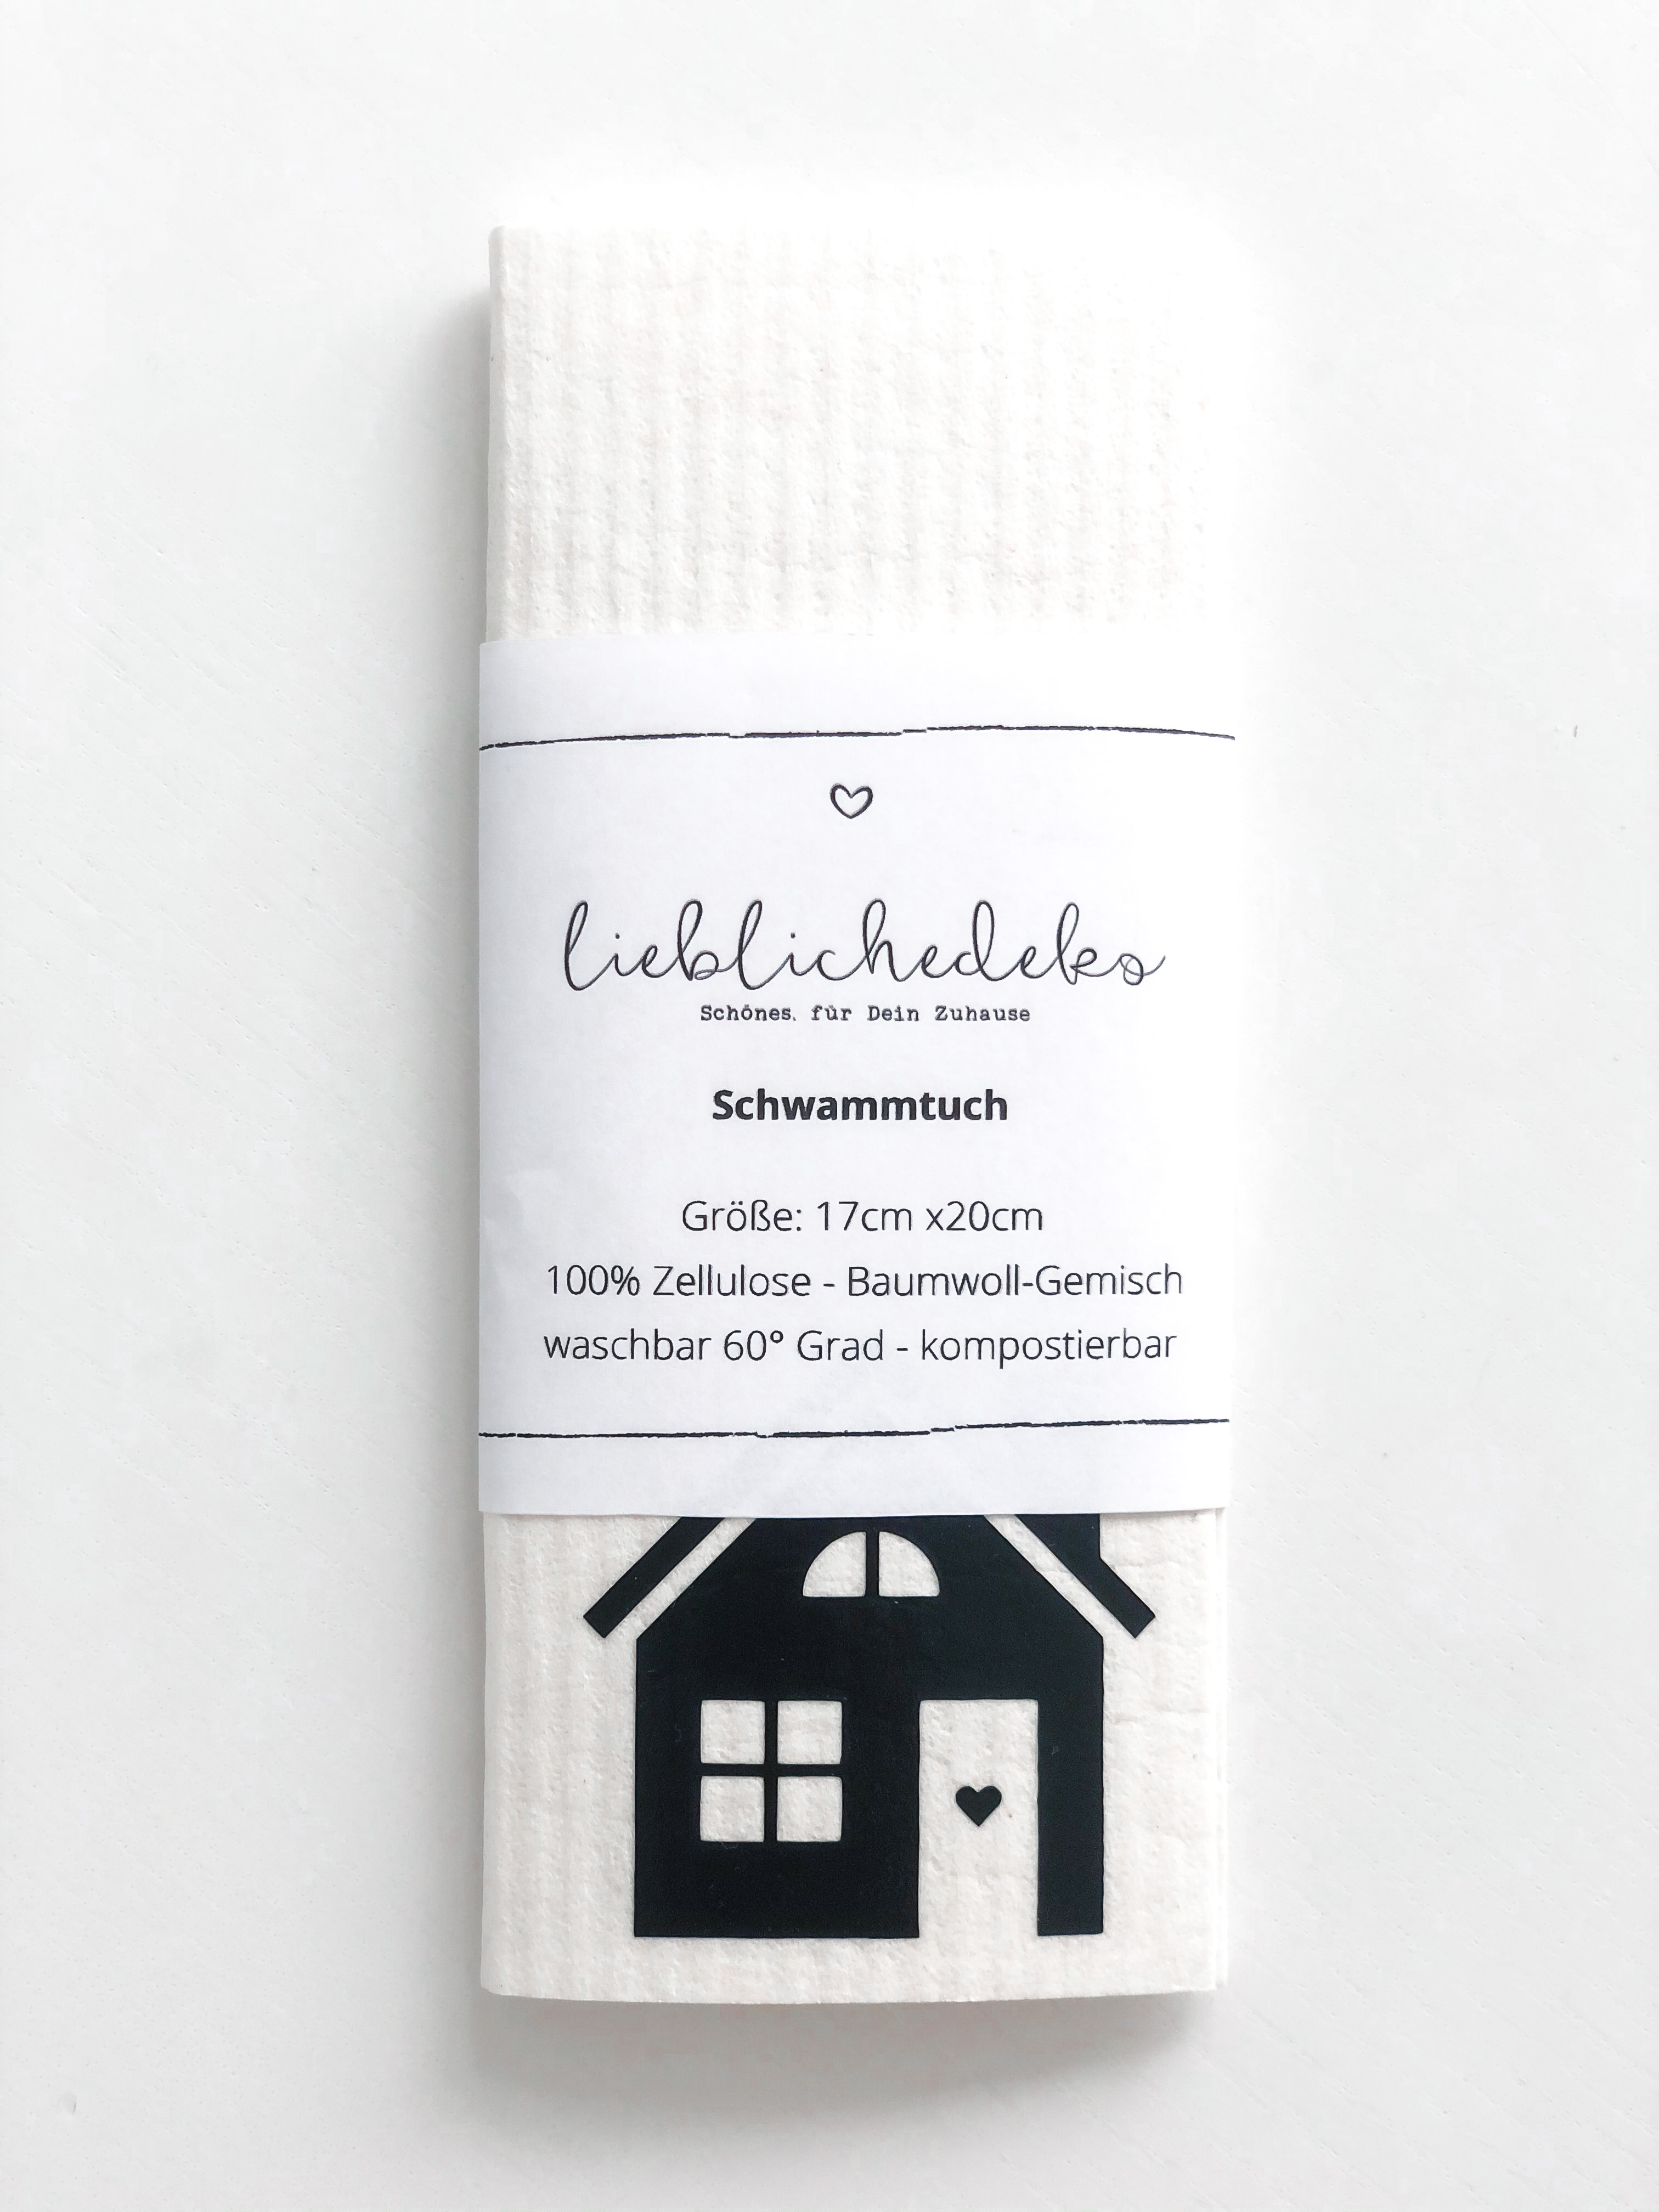 lieblichedeko
Schönes. für Dein Zuhause
Schwammtuch
Größe: 17cm x20cm
100% Zellulose - Baumwoll-Gemisch
waschbar 60° Grad - kompostierbar